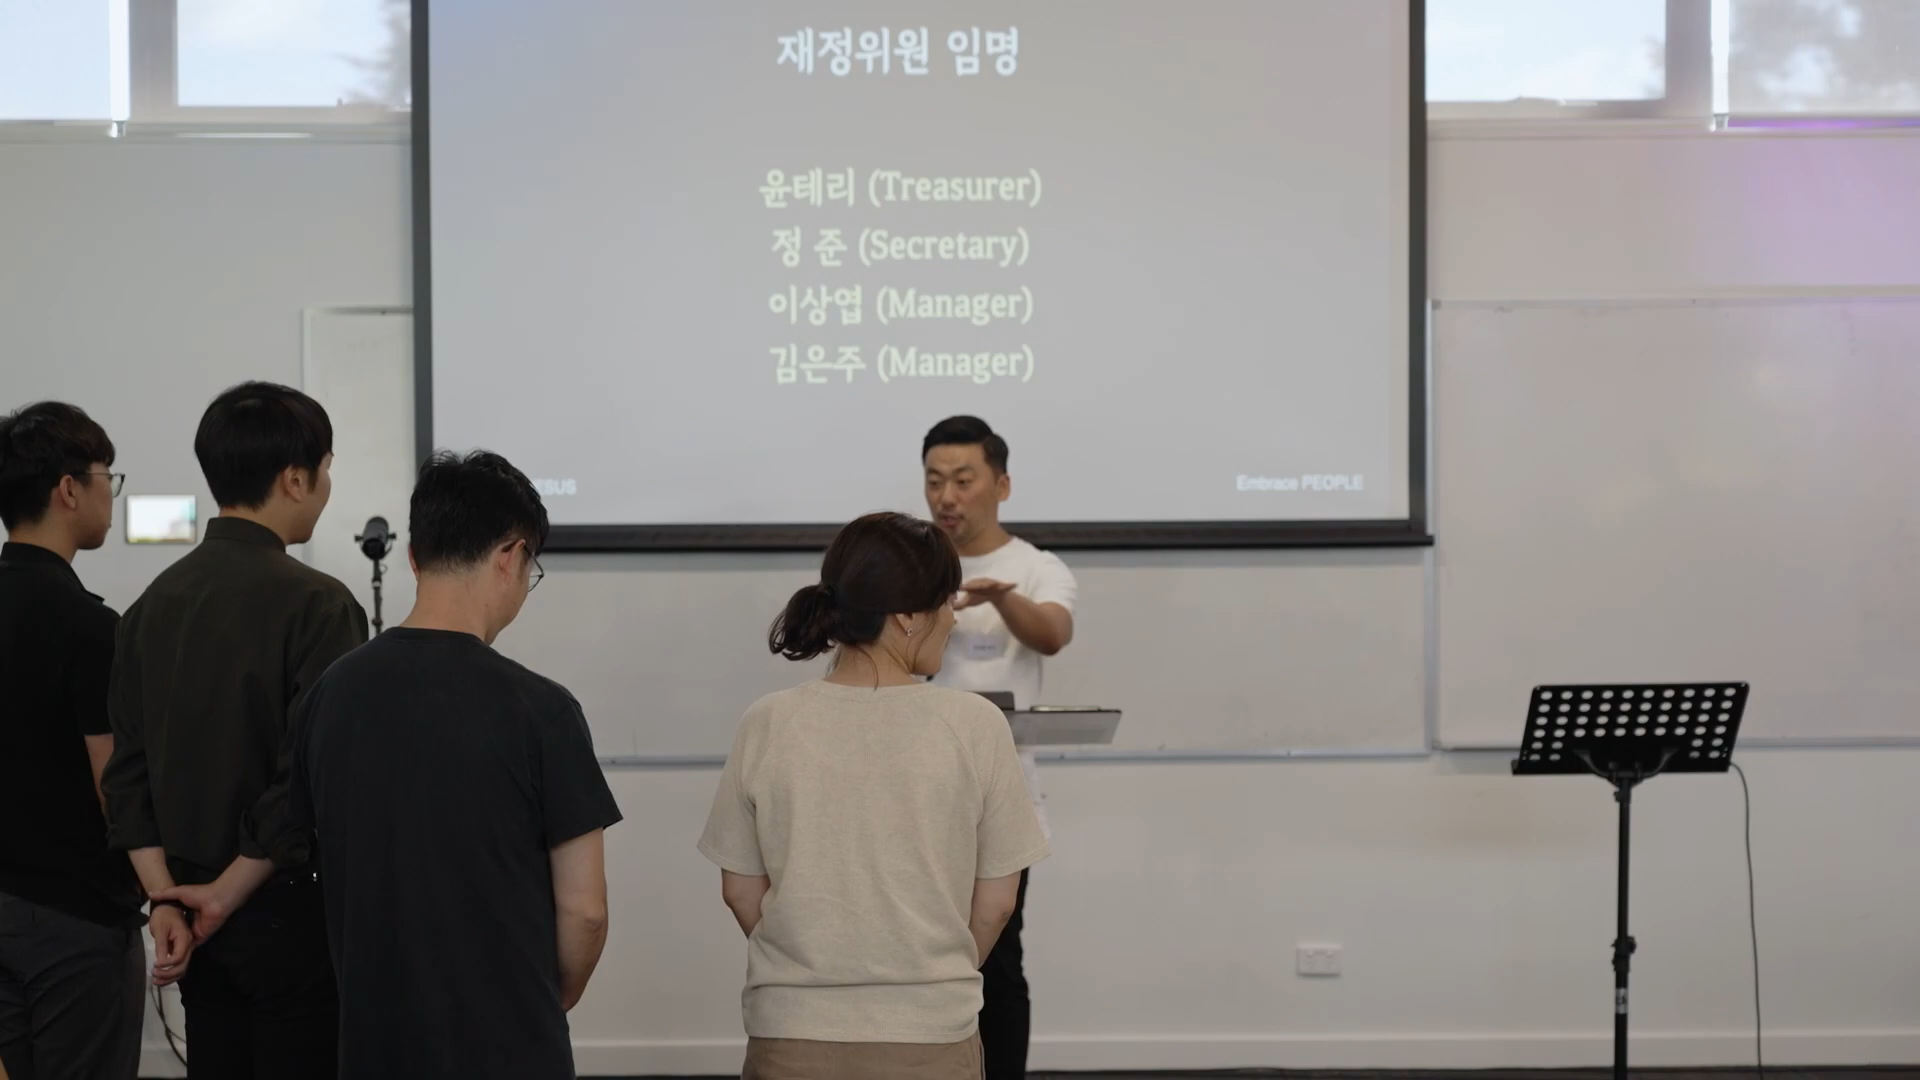 재정위원 임명
윤테리 (Treasurer)
정 준 (Secretary)
이상엽 (Manager)
김은주 (Manager)
Embrace PEOPLE